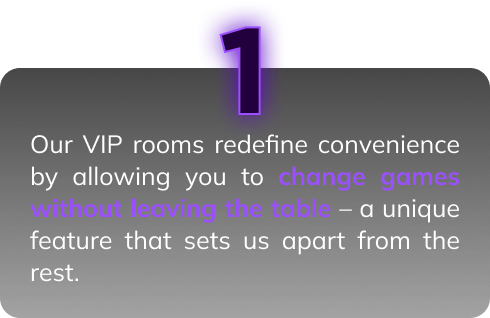 1
Our VIP rooms redefine convenience
by allowing you to change games
without leaving the table – a unique
feature that sets us apart from the
rest.